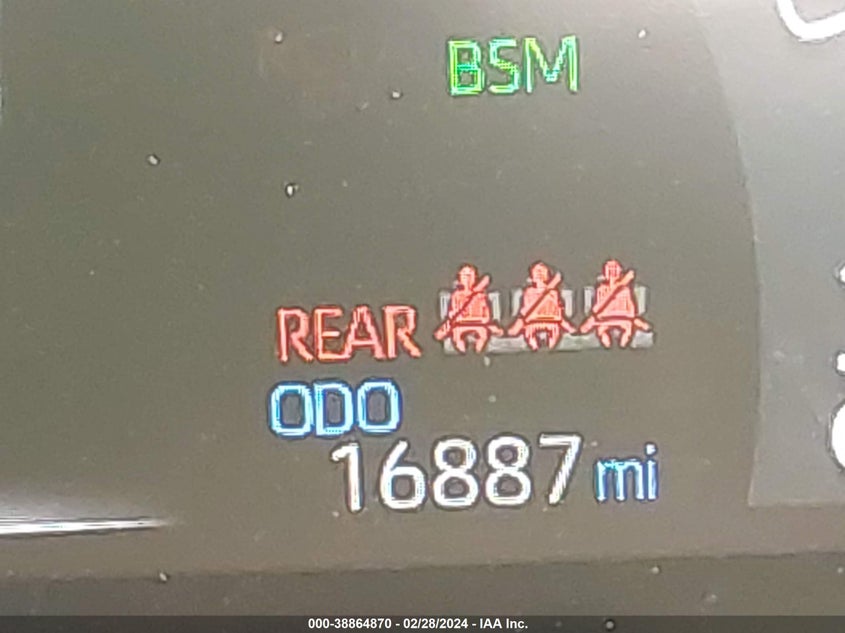 BSM
REAR
ODO
16887 mi
000-38864870 - 02/28/2024 - IAA Inc.